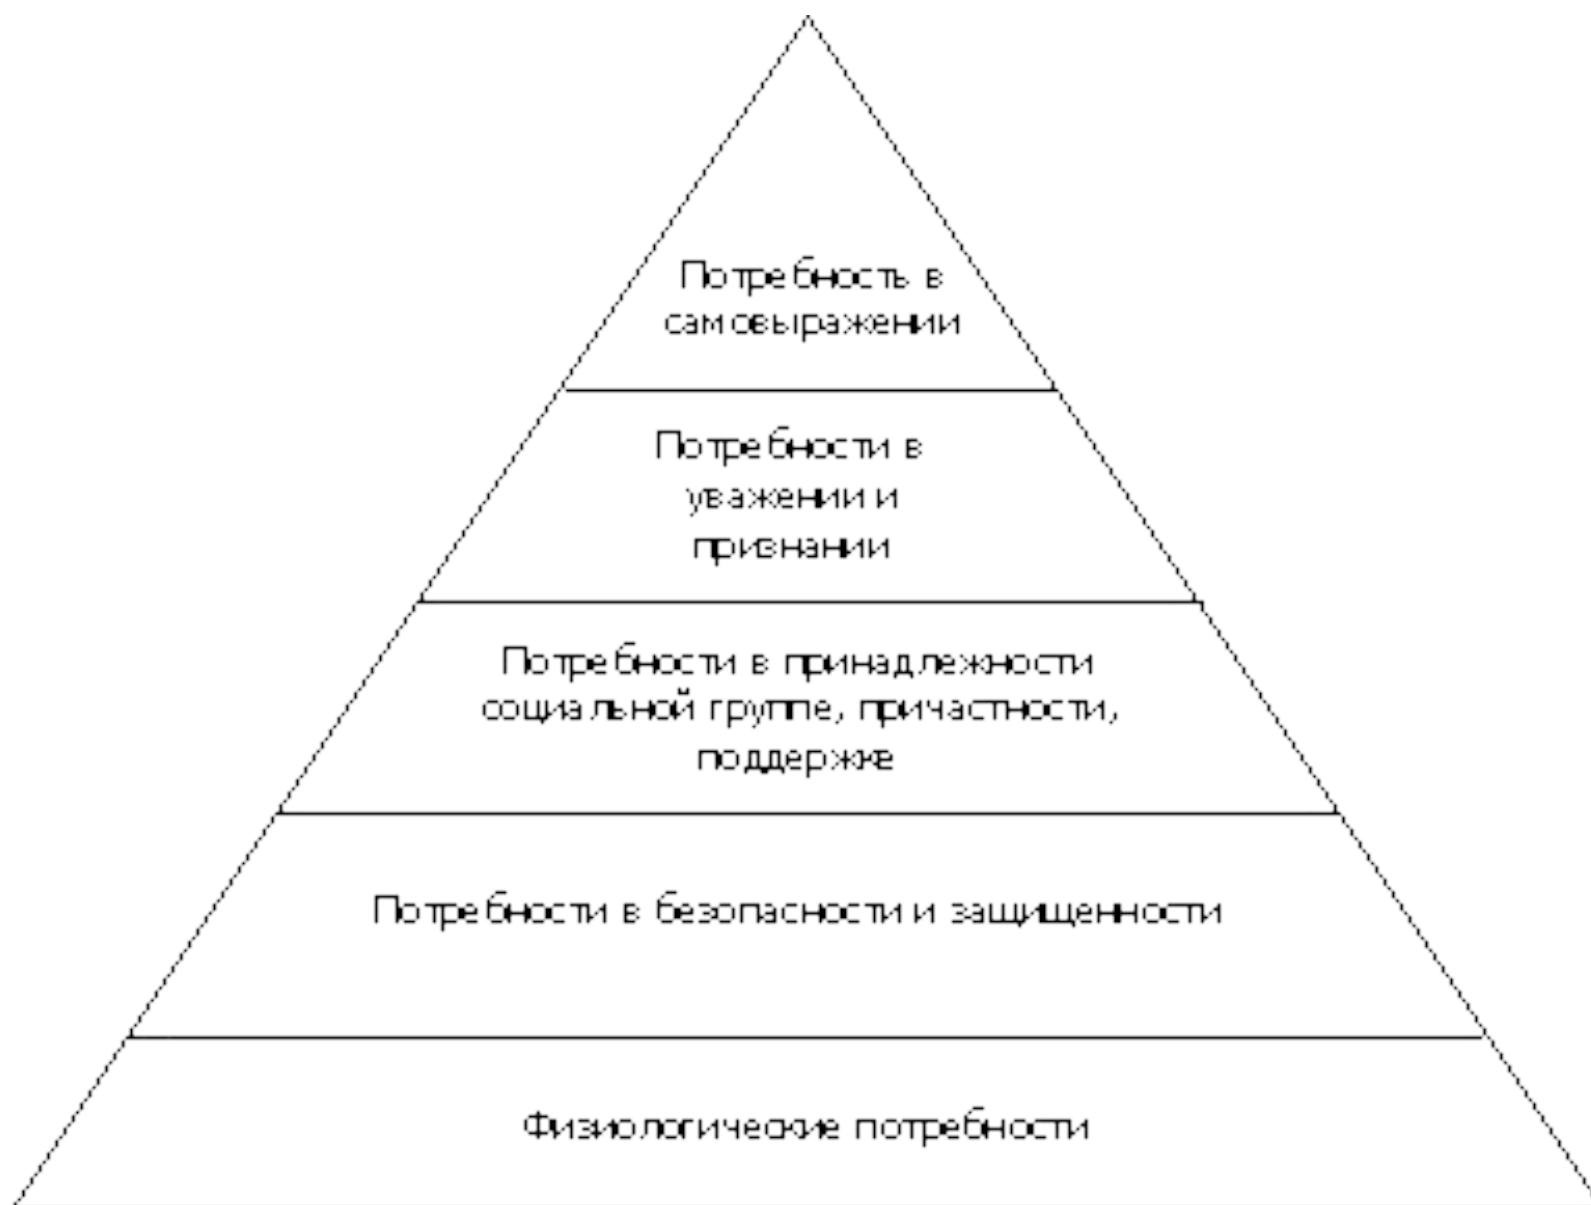 Потребность в
самовыражении
Потребности в
уважении и
признании
Потребности в принадлежности
социальной группе, причастности,
поддержке
Потребности в безопасности и защищенности
Физиологические потребности